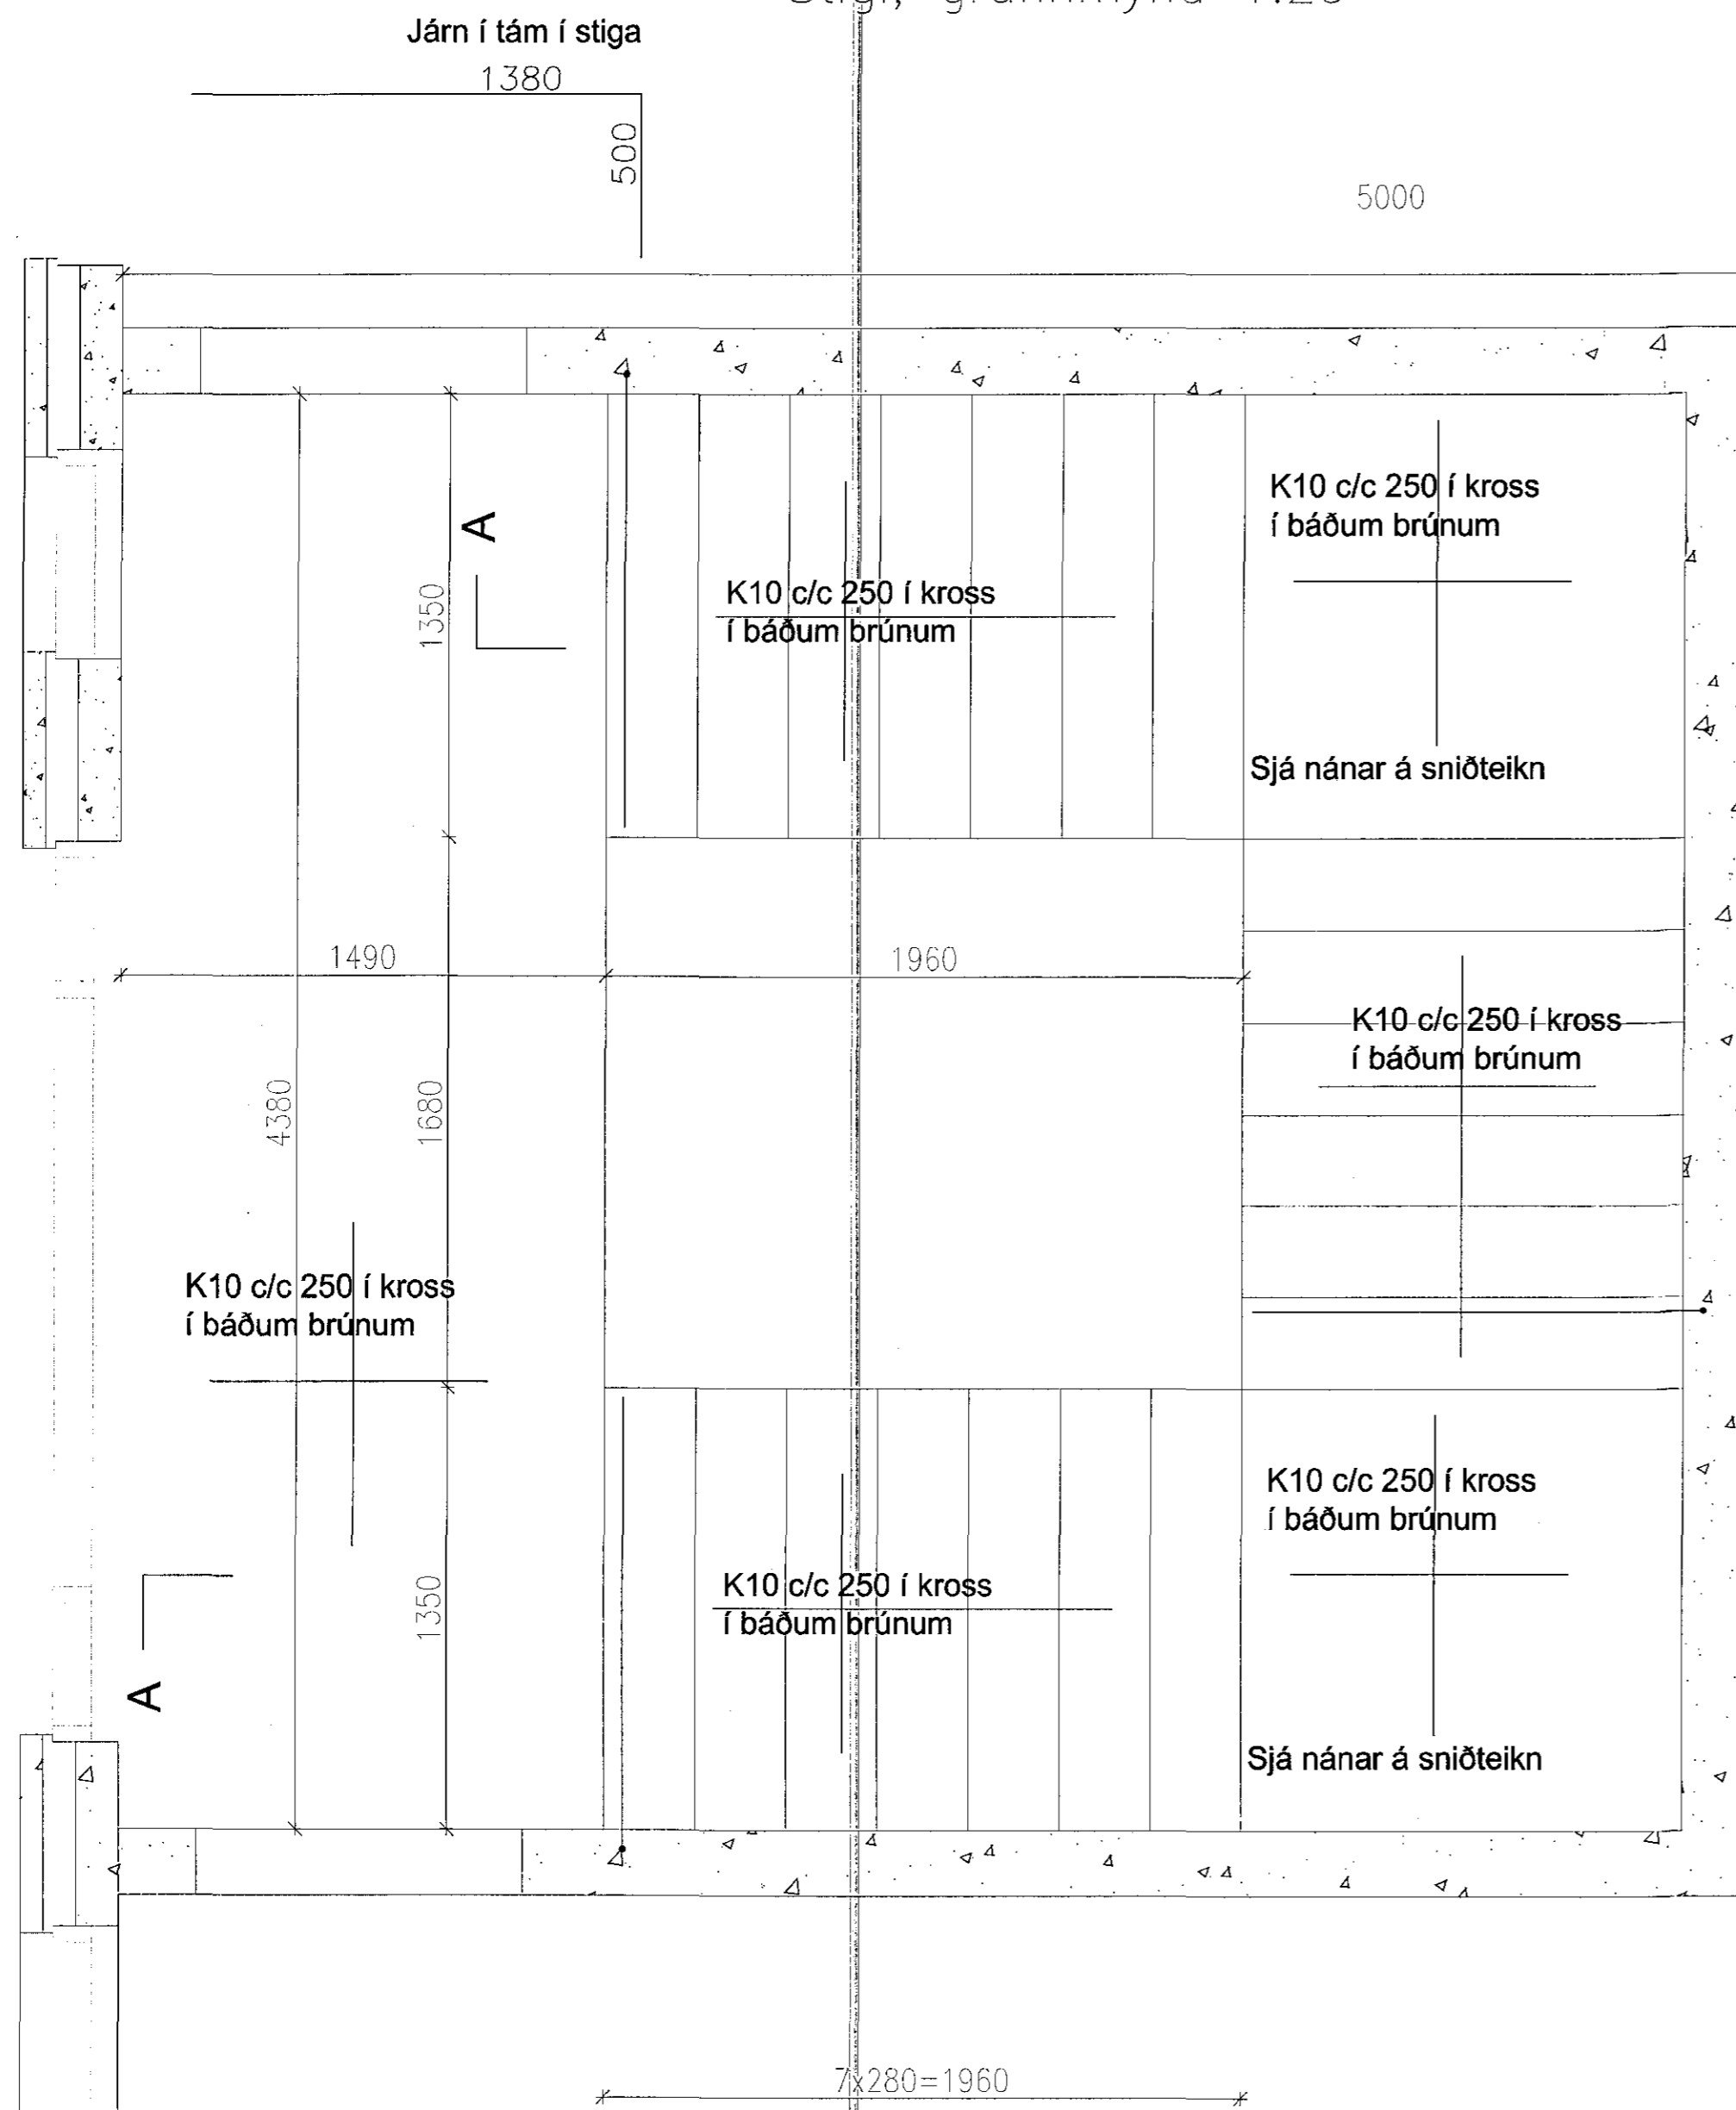 Járn í tám í stiga
1380
500
5000
A
1350
K10 c/c 250 í kross
í báðum brúnum
K10 c/c 250 í kross
í báðum brúnum
Sjá nánar á sniðteikn
1490
1960
4380
1680
K10 c/c 250 í kross
í báðum brúnum
K10 c/c 250 í kross
í báðum brúnum
K10 c/c 250 í kross
í báðum brúnum
K10 c/c 250 í kross
í báðum brúnum
1350
A
Sjá nánar á sniðteikn
7x280=1960